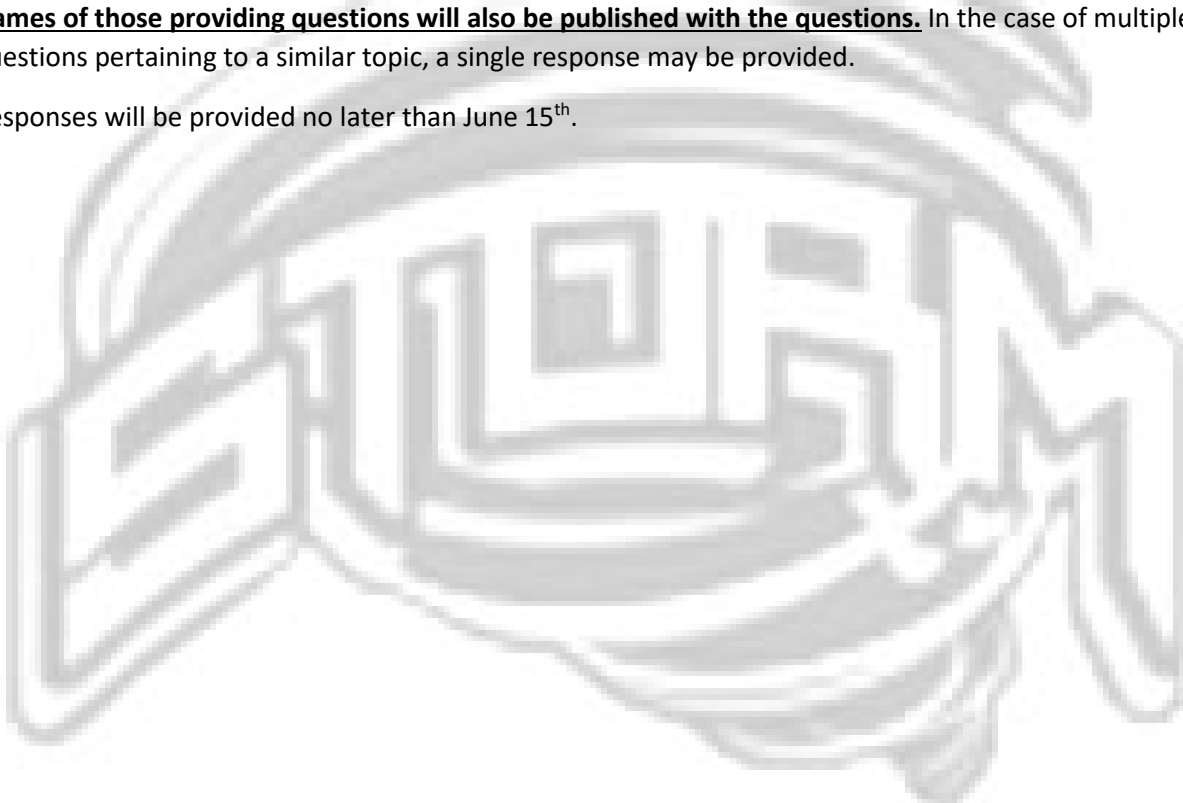 ames of those providing questions will also be published with the questions. In the case of multiple
uestions pertaining to a similar topic, a single response may be provided.
esponses will be provided no later than June 15th.
STORM